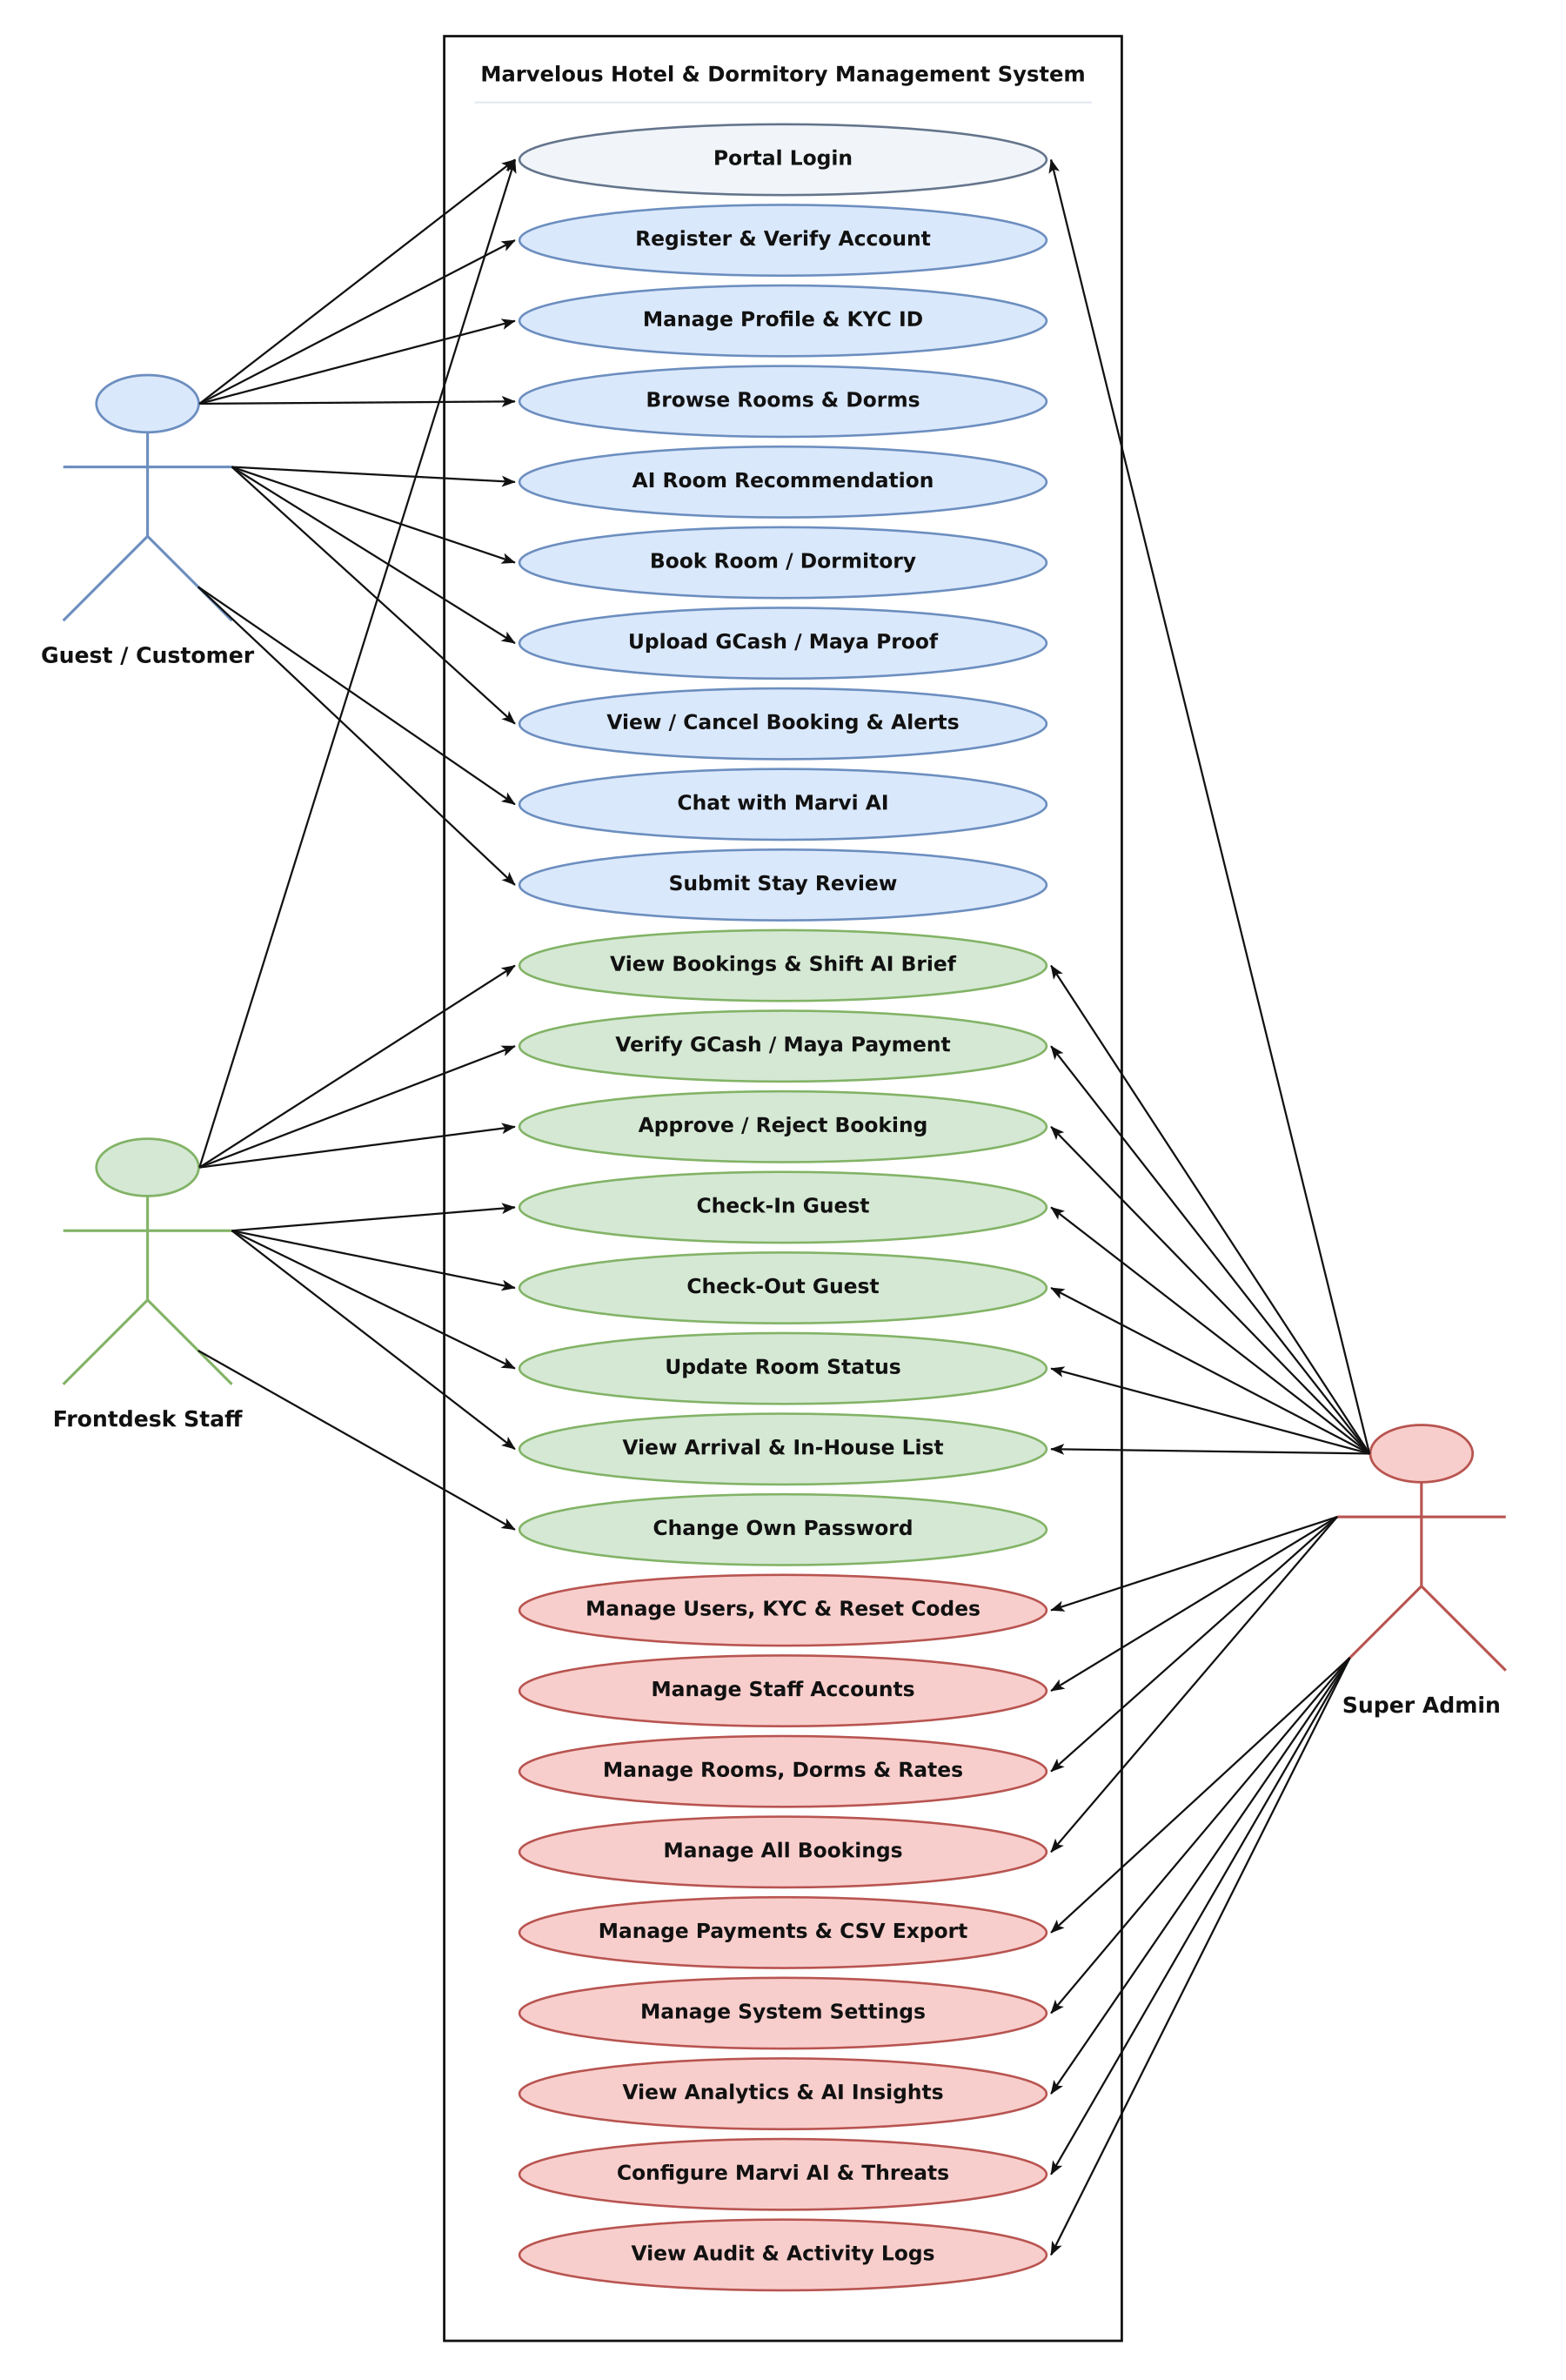 Marvelous Hotel & Dormitory Management System
Portal Login
Register & Verify Account
Manage Profile & KYC ID
Browse Rooms & Dorms
AI Room Recommendation
Book Room / Dormitory
Upload GCash / Maya Proof
Guest / Customer
View / Cancel Booking & Alerts
Chat with Marvi AI
Submit Stay Review
View Bookings & Shift AI Brief
Verify GCash / Maya Payment
Approve / Reject Booking
Check-In Guest
Check-Out Guest
Update Room Status
Frontdesk Staff
View Arrival & In-House List
Change Own Password
Manage Users, KYC & Reset Codes
Manage Staff Accounts
Super Admin
Manage Rooms, Dorms & Rates
Manage All Bookings
Manage Payments & CSV Export
Manage System Settings
View Analytics & AI Insights
Configure Marvi AI & Threats
View Audit & Activity Logs